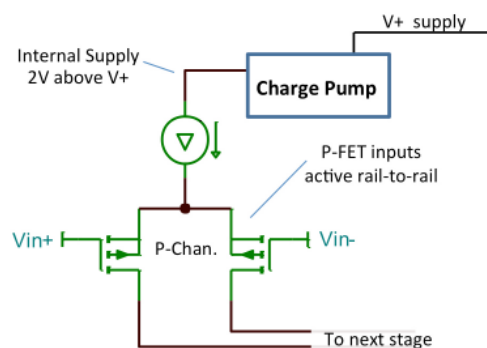 V+ supply
Internal Supply
2V above V+
Charge Pump
P-FET inputs
active rail-to-rail
Vin+
P-Chan.
Vin-
To next stage